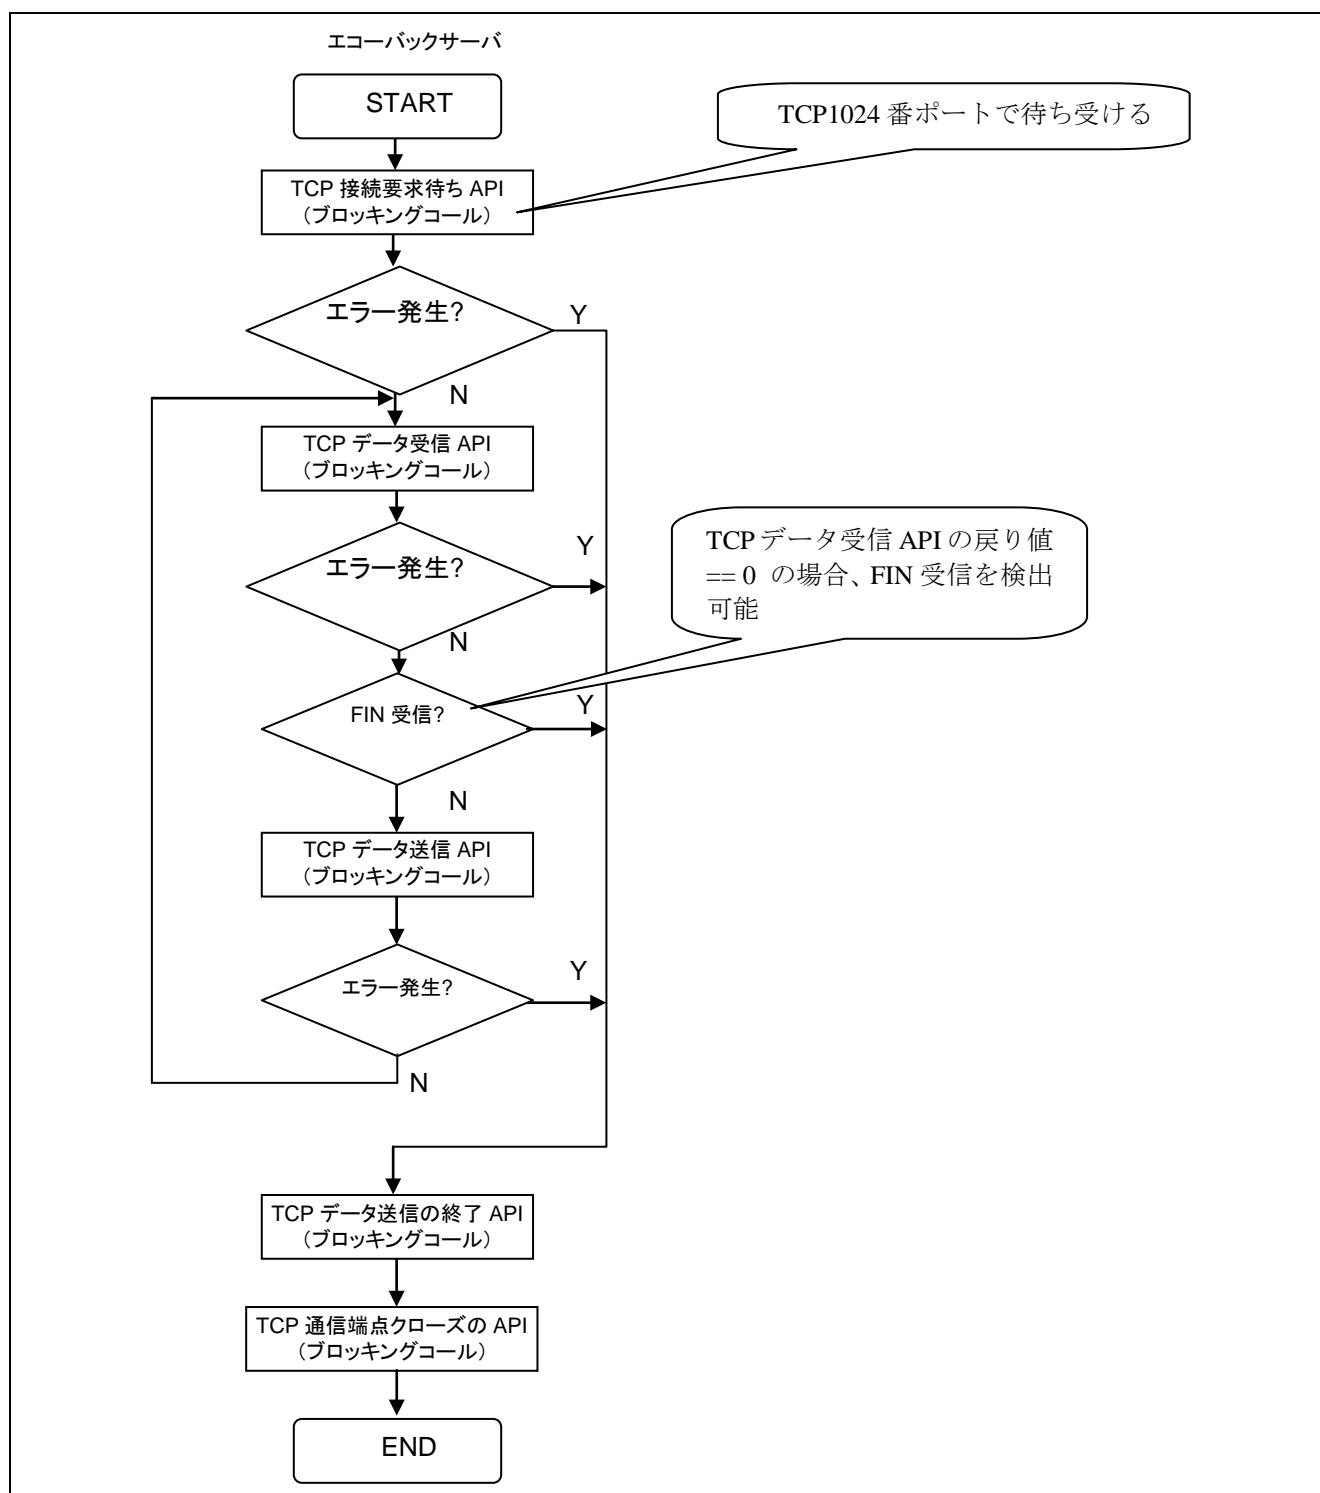 エコーバックサーバ
START
TCP1024 番ポートで待ち受ける
TCP 接続要求待ち API
（ブロッキングコール）
エラー発生?
Y
N
TCP データ受信 API
（ブロッキングコール）
エラー発生?
Y
TCP データ受信 API の戻り値
== 0 の場合、FIN 受信を検出
可能
N
FIN 受信?
Y
N
TCP データ送信 API
（ブロッキングコール）
エラー発生?
Y
N
TCP データ送信の終了 API
（ブロッキングコール）
TCP 通信端点クローズの API
（ブロッキングコール）
END